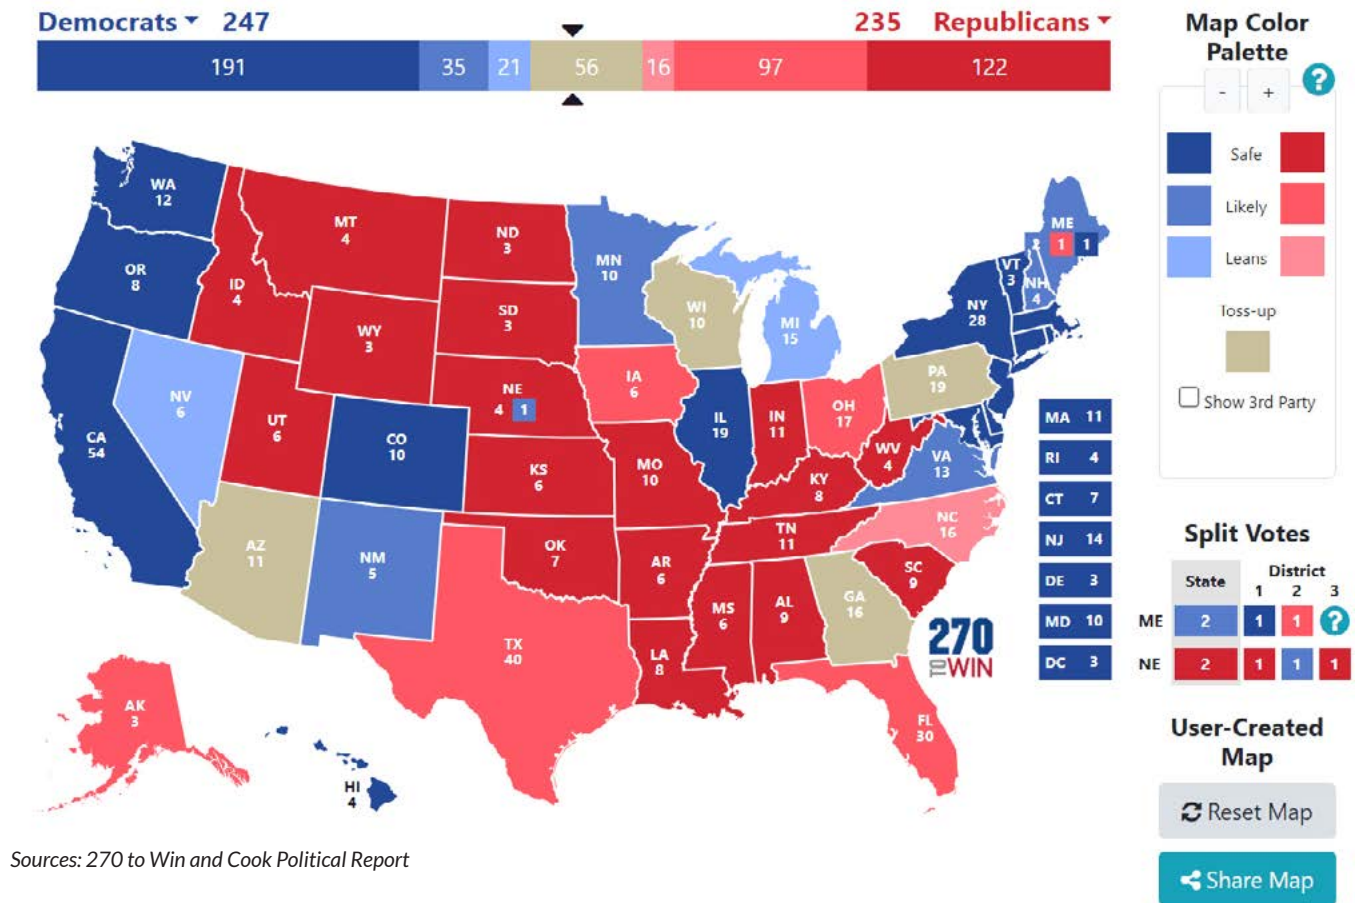 Democrats 247
235 Republicans
191 35 21 56 16 97 122
Map Color
Palette
- + ?
Safe
Likely
Leans
Toss-up
Show 3rd Party
WA
12
OR
8
CA
54
NV
6
ID
4
MT
4
WY
3
UT
6
AZ
11
CO
10
NM
5
ND
3
SD
3
NE
4 1
KS
6
OK
7
TX
40
MN
10
IA
6
MO
10
AR
6
LA
8
WI
10
IL
19
MS
6
MI
15
IN
11
OH
17
KY
8
TN
11
AL
9
GA
16
FL
30
SC
9
NC
16
VA
13
WV
4
PA
19
NY
28
VT
3
NH
4
ME
2 1 1
AK
3
HI
4
MA 11
RI 4
CT 7
NJ 14
DE 3
MD 10
DC 3
270
TO WIN
Split Votes
State District
1 2 3
ME 2 1 1 ?
NE 2 1 1 1
User-Created
Map
Reset Map
Share Map
Sources: 270 to Win and Cook Political Report